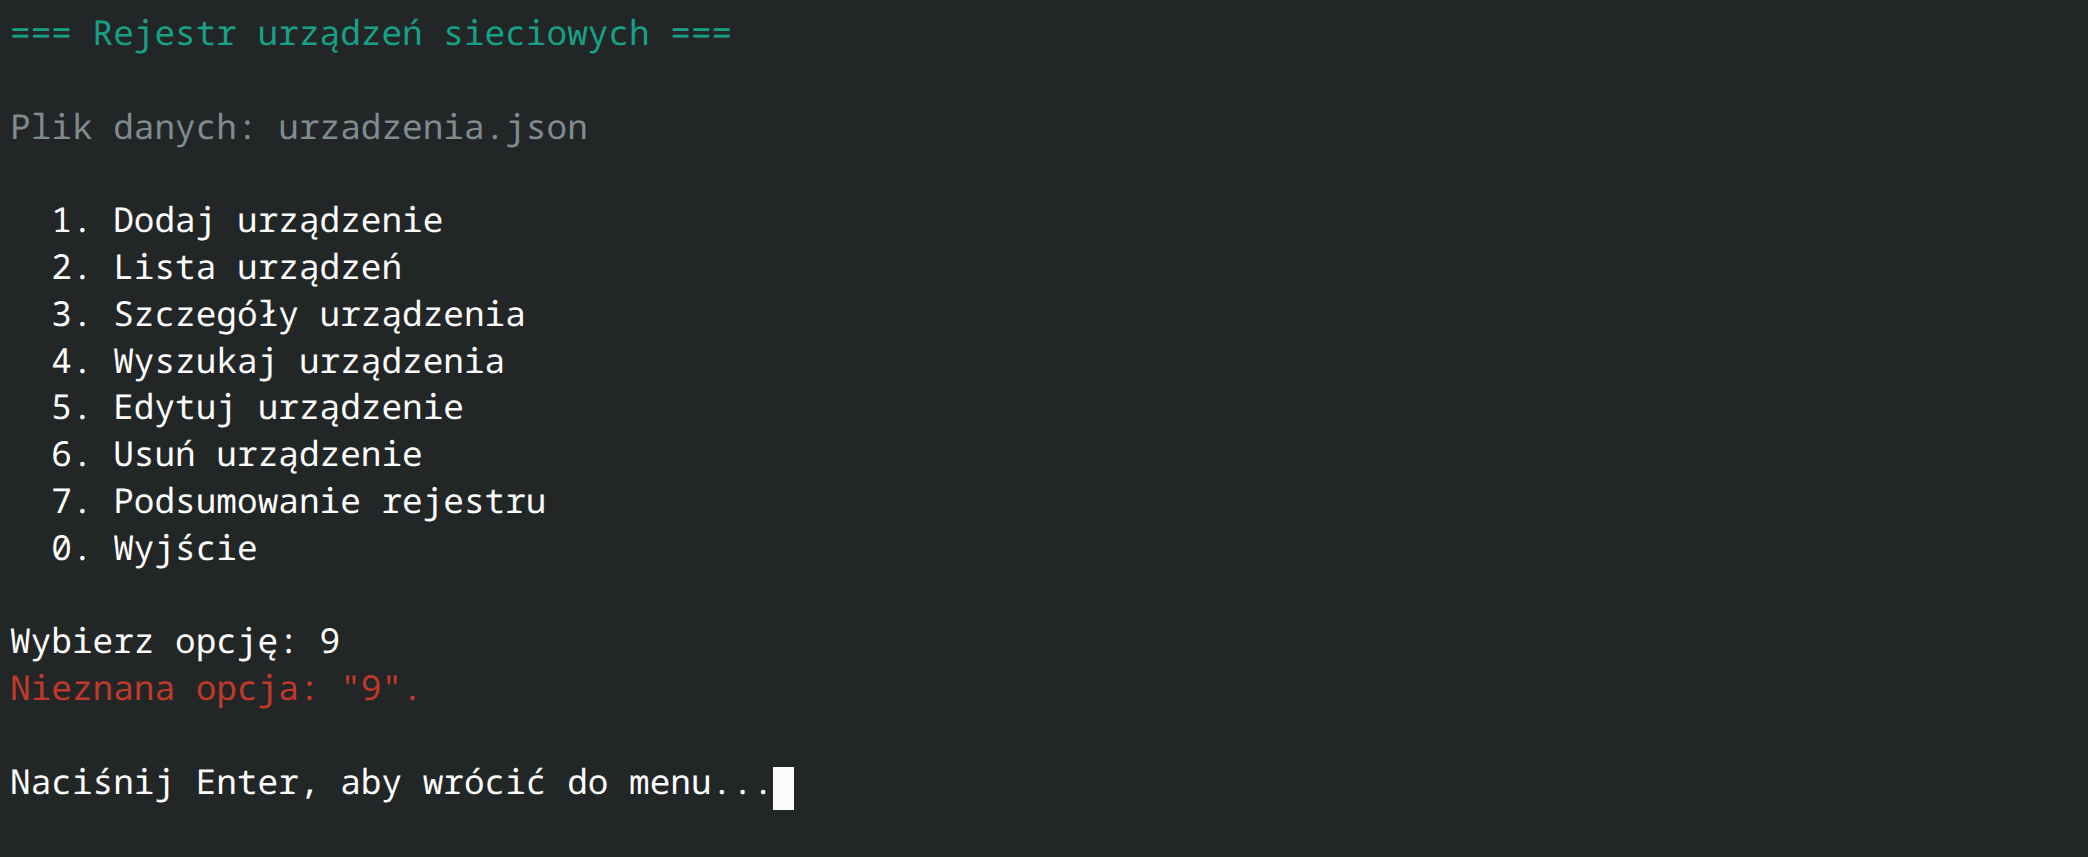 === Rejestr urządzeń sieciowych ===
Plik danych: urzadzenia.json
1. Dodaj urządzenie
2. Lista urządzeń
3. Szczegóły urządzenia
4. Wyszukaj urządzenia
5. Edytuj urządzenie
6. Usuń urządzenie
7. Podsumowanie rejestru
0. Wyjście
Wybierz opcję: 9
Nieznana opcja: "9".
Naciśnij Enter, aby wrócić do menu...